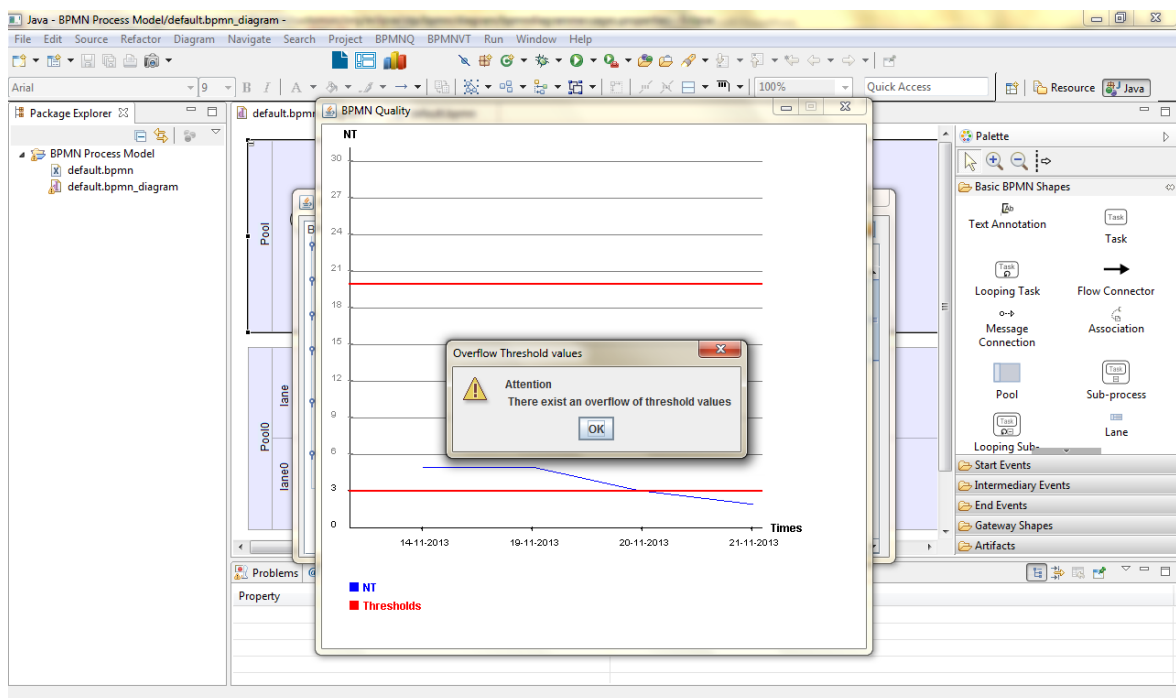 Java - BPMN Process Model/default.bpmn_diagram -
File Edit Source Refactor Diagram Navigate Search Project BPMNQ BPMNVT Run Window Help
Arial 9 B I A 100% Quick Access Resource Java
Package Explorer
BPMN Process Model
default.bpmn
default.bpmn_diagram
default.bpmn
Pool
Pool0
lane
lane0
BPMN Quality
NT
30
27
24
21
18
15
12
9
6
3
0
Times
14-11-2013 19-11-2013 20-11-2013 21-11-2013
NT
Thresholds
Overflow Threshold values
Attention
There exist an overflow of threshold values
OK
Palette
Basic BPMN Shapes
Text Annotation
Task
Task
Task
Looping Task
Flow Connector
Message Connection
Association
Pool
Task
Sub-process
Task
Looping Sub-
Lane
Start Events
Intermediary Events
End Events
Gateway Shapes
Artifacts
Problems
Property